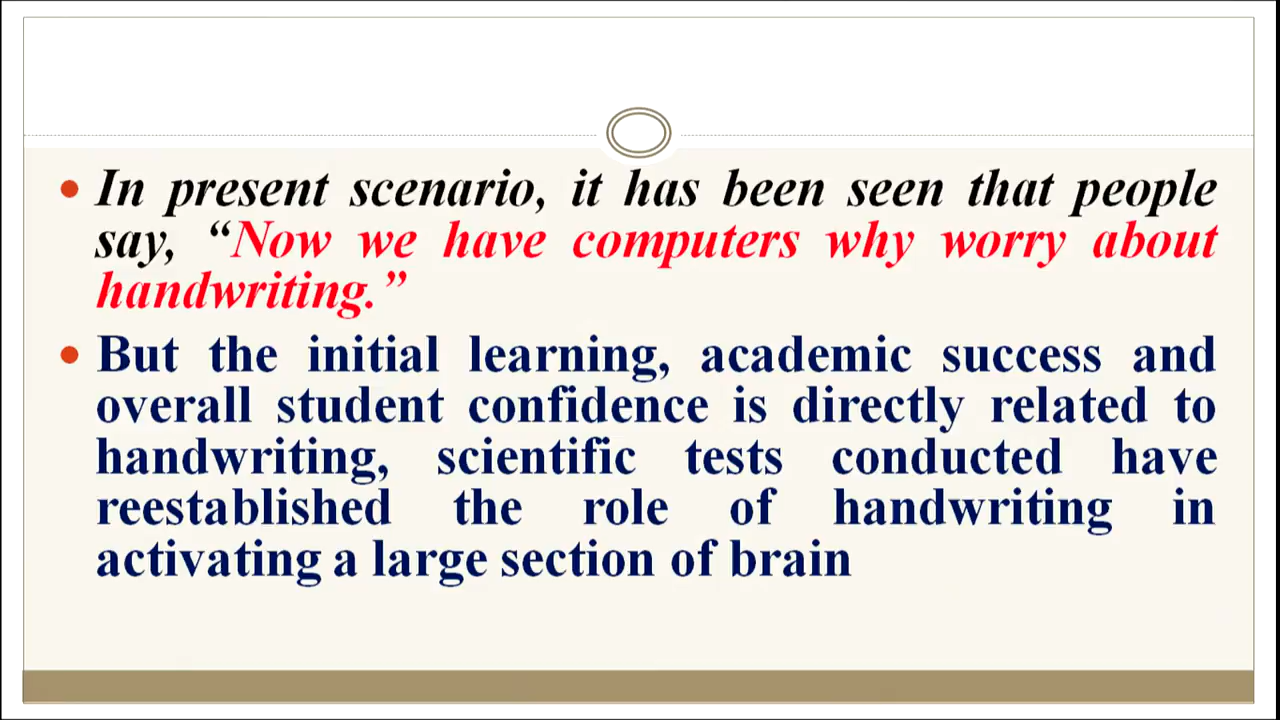 • In present scenario, it has been seen that people
say, “Now we have computers why worry about
handwriting.”
• But the initial learning, academic success and
overall student confidence is directly related to
handwriting, scientific tests conducted have
reestablished the role of handwriting in
activating a large section of brain